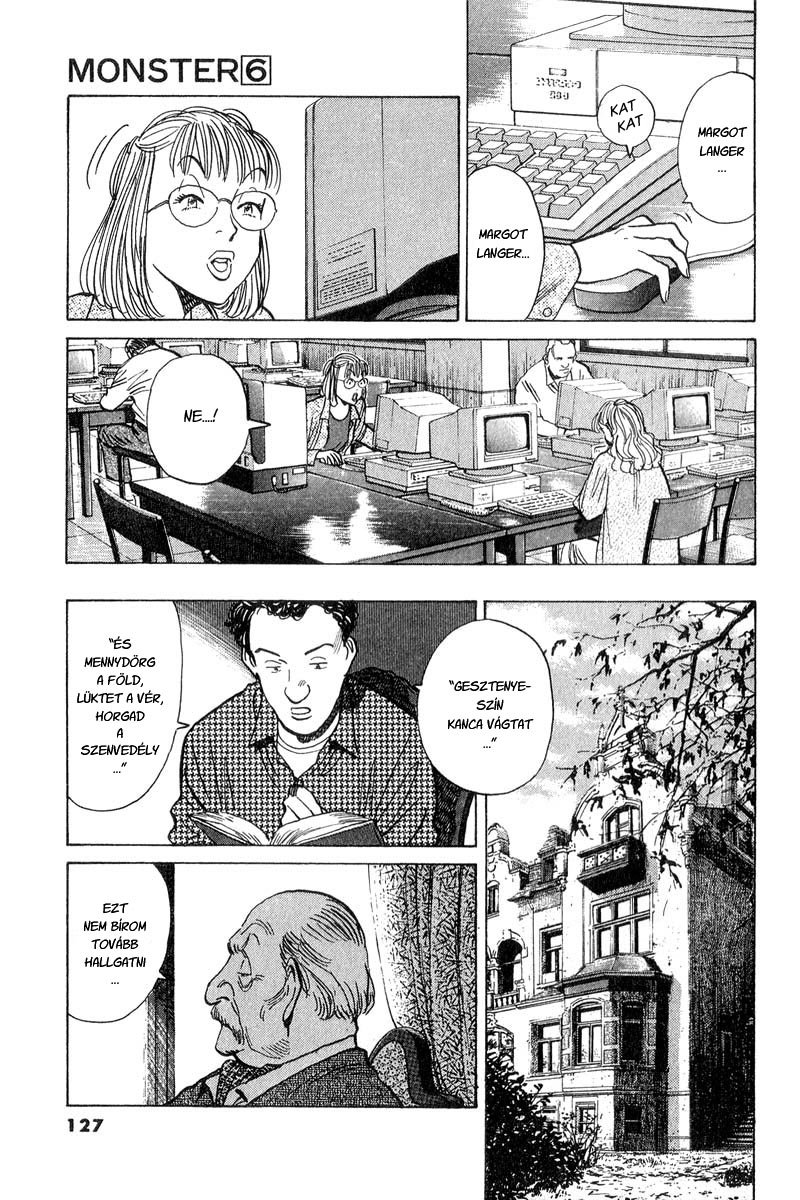 MONSTER 6
KAT
KAT
MARGOT
LANGER
...
MARGOT
LANGER...
NE....!
"GESZTENYE-
SZÍN
KANCA VÁGTAT
..."
"ÉS
MENNYDÖRG
A FÖLD,
LÜKTET A VÉR,
HORGAD
A
SZENVEDÉLY
..."
EZT
NEM BÍROM
TOVÁBB
HALLGATNI
...
127